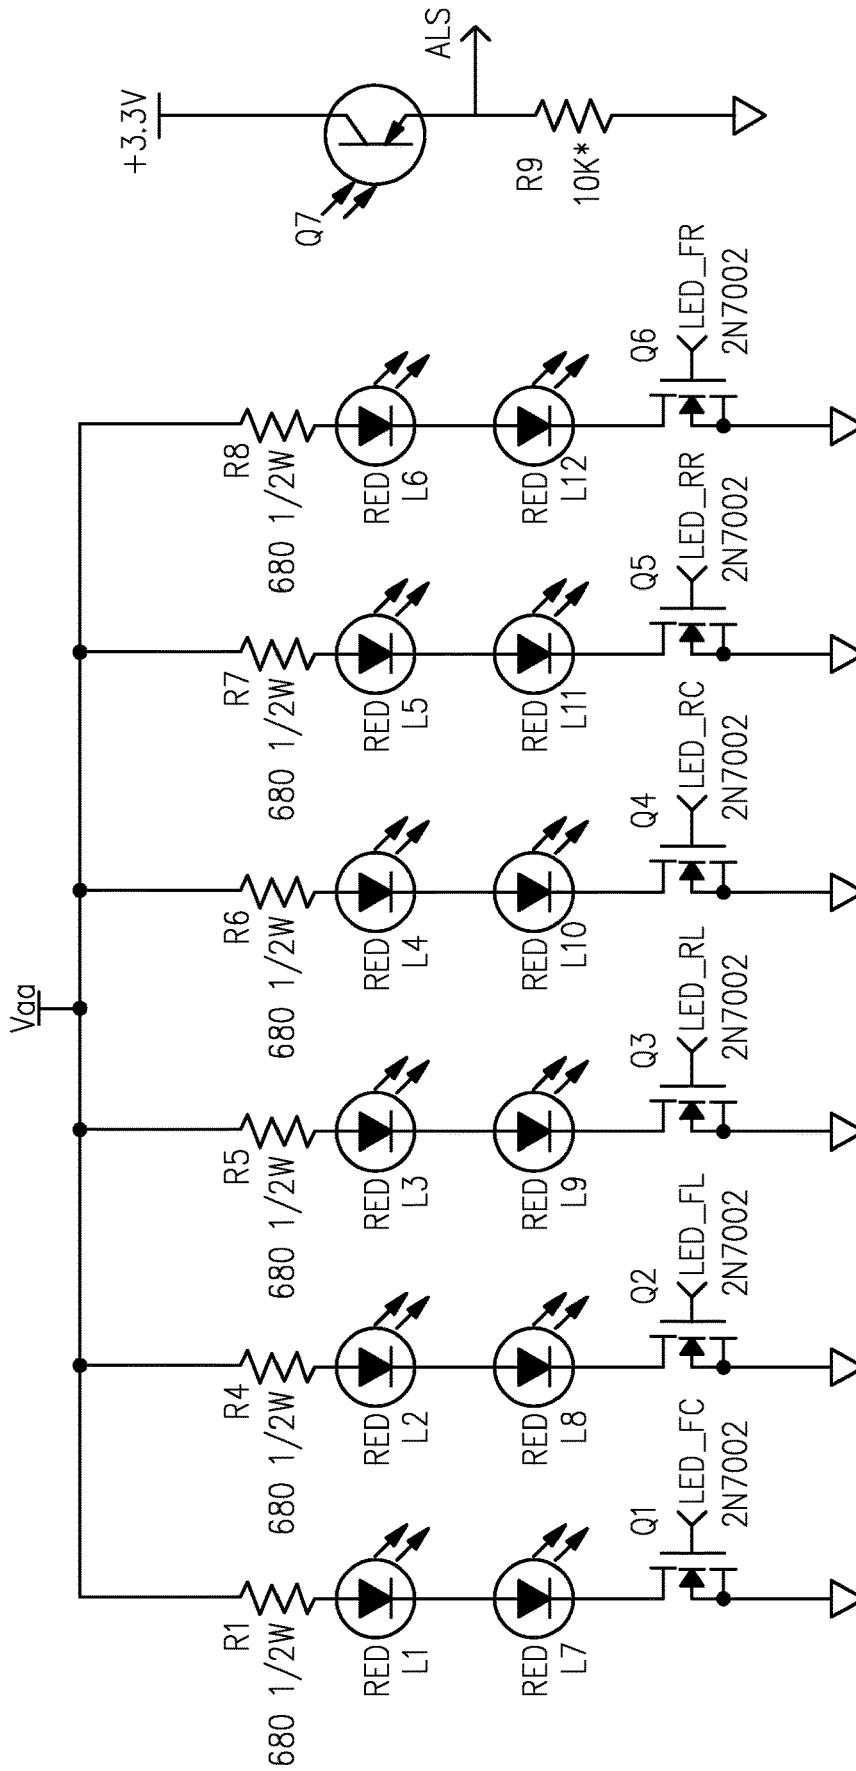 Vaa
R1
680 1/2W
RED
L1
RED
L7
Q1
LED_FC
2N7002
R4
680 1/2W
RED
L2
RED
L8
Q2
LED_FL
2N7002
R5
680 1/2W
RED
L3
RED
L9
Q3
LED_RL
2N7002
R6
680 1/2W
RED
L4
RED
L10
Q4
LED_RC
2N7002
R7
680 1/2W
RED
L5
RED
L11
Q5
LED_RR
2N7002
R8
680 1/2W
RED
L6
RED
L12
Q6
LED_FR
2N7002
+3.3V
Q7
ALS
R9
10K*